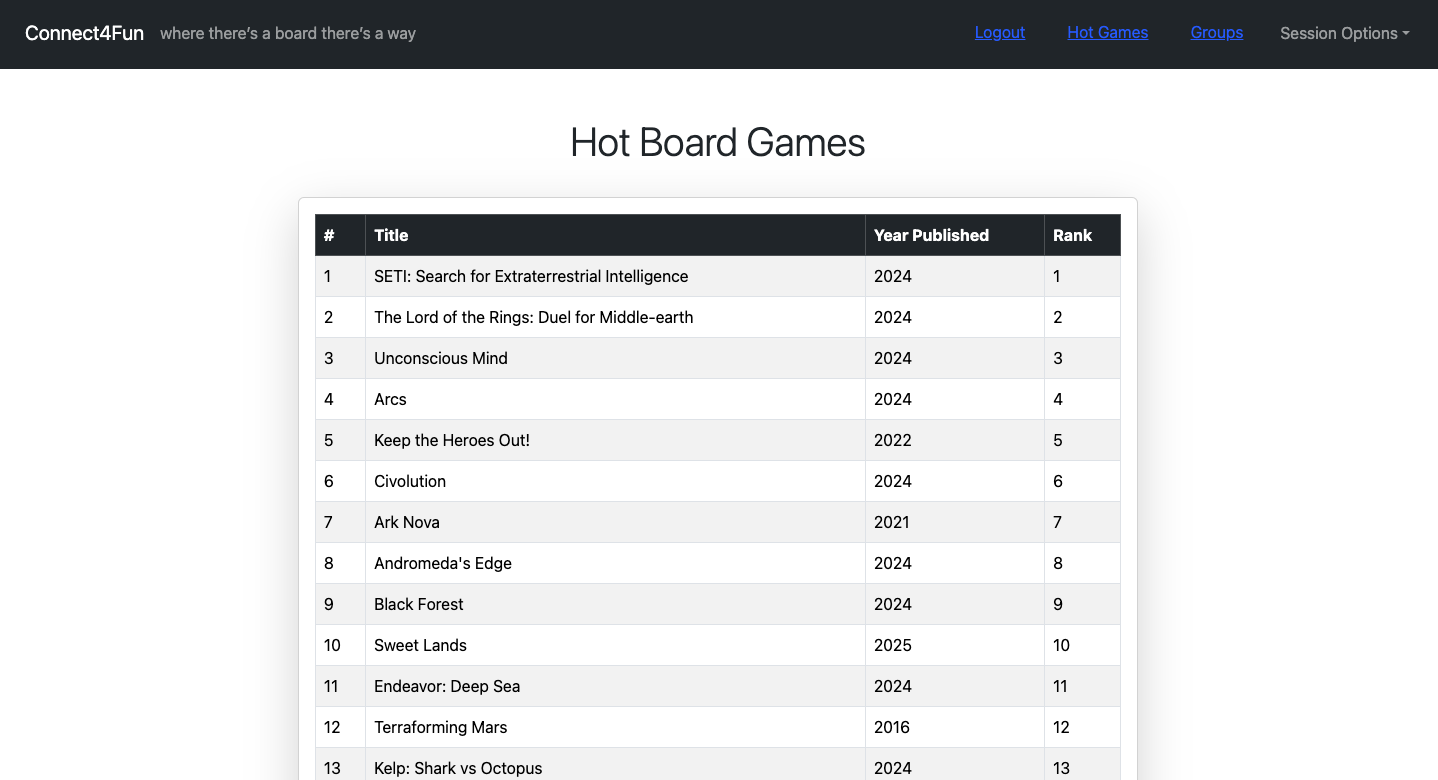 Connect4Fun where there’s a board there’s a way Logout Hot Games Groups Session Options
Hot Board Games
# Title Year Published Rank
1 SETI: Search for Extraterrestrial Intelligence 2024 1
2 The Lord of the Rings: Duel for Middle-earth 2024 2
3 Unconscious Mind 2024 3
4 Arcs 2024 4
5 Keep the Heroes Out! 2022 5
6 Civolution 2024 6
7 Ark Nova 2021 7
8 Andromeda's Edge 2024 8
9 Black Forest 2024 9
10 Sweet Lands 2025 10
11 Endeavor: Deep Sea 2024 11
12 Terraforming Mars 2016 12
13 Kelp: Shark vs Octopus 2024 13